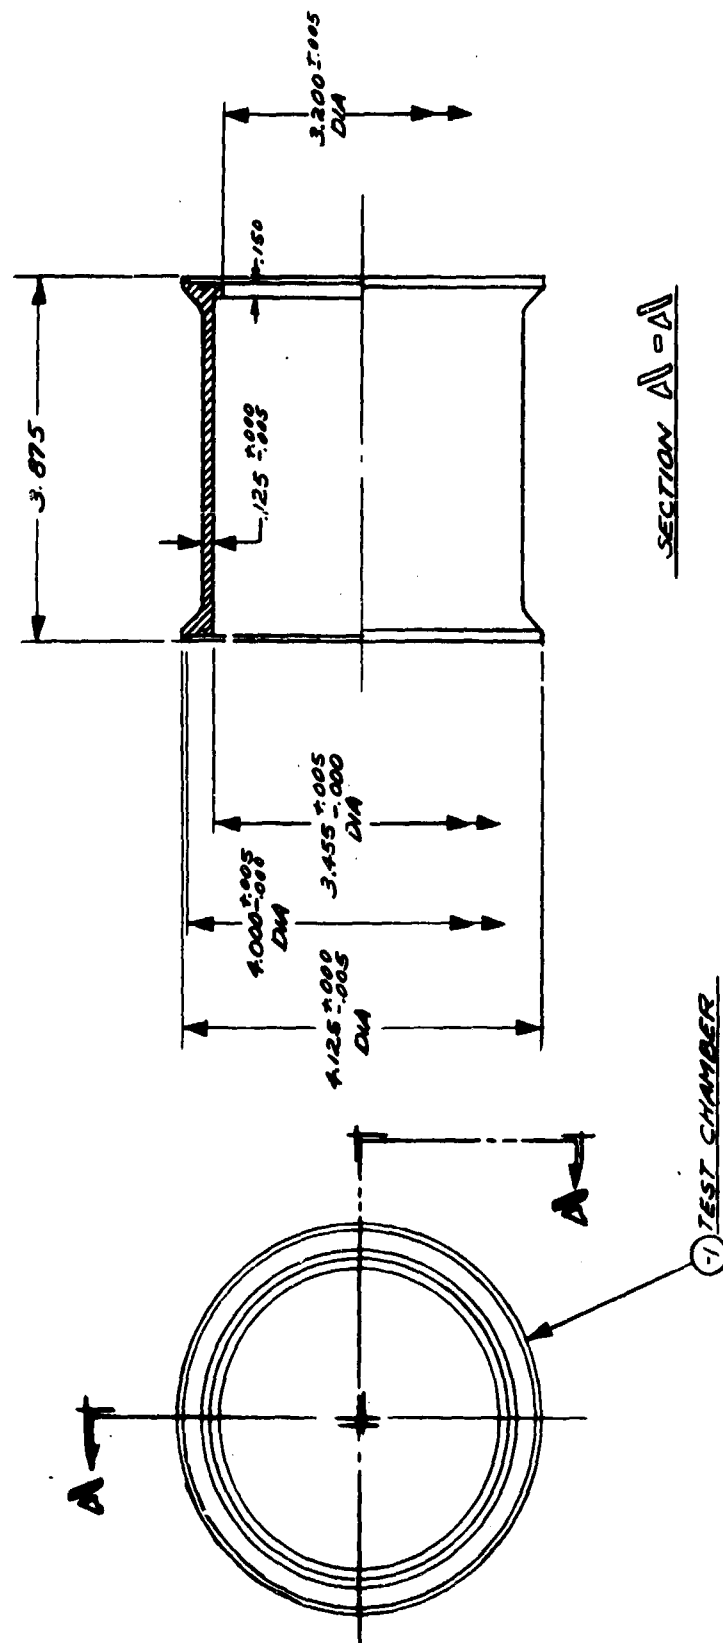 3.875
3.200 ±.005
DIA
.150
.125 +.000
-.005
SECTION A-A
3.455 +.005
-.000
DIA
4.000 +.005
-.000
DIA
4.125 +.000
-.005
DIA
A
A
-1 TEST CHAMBER